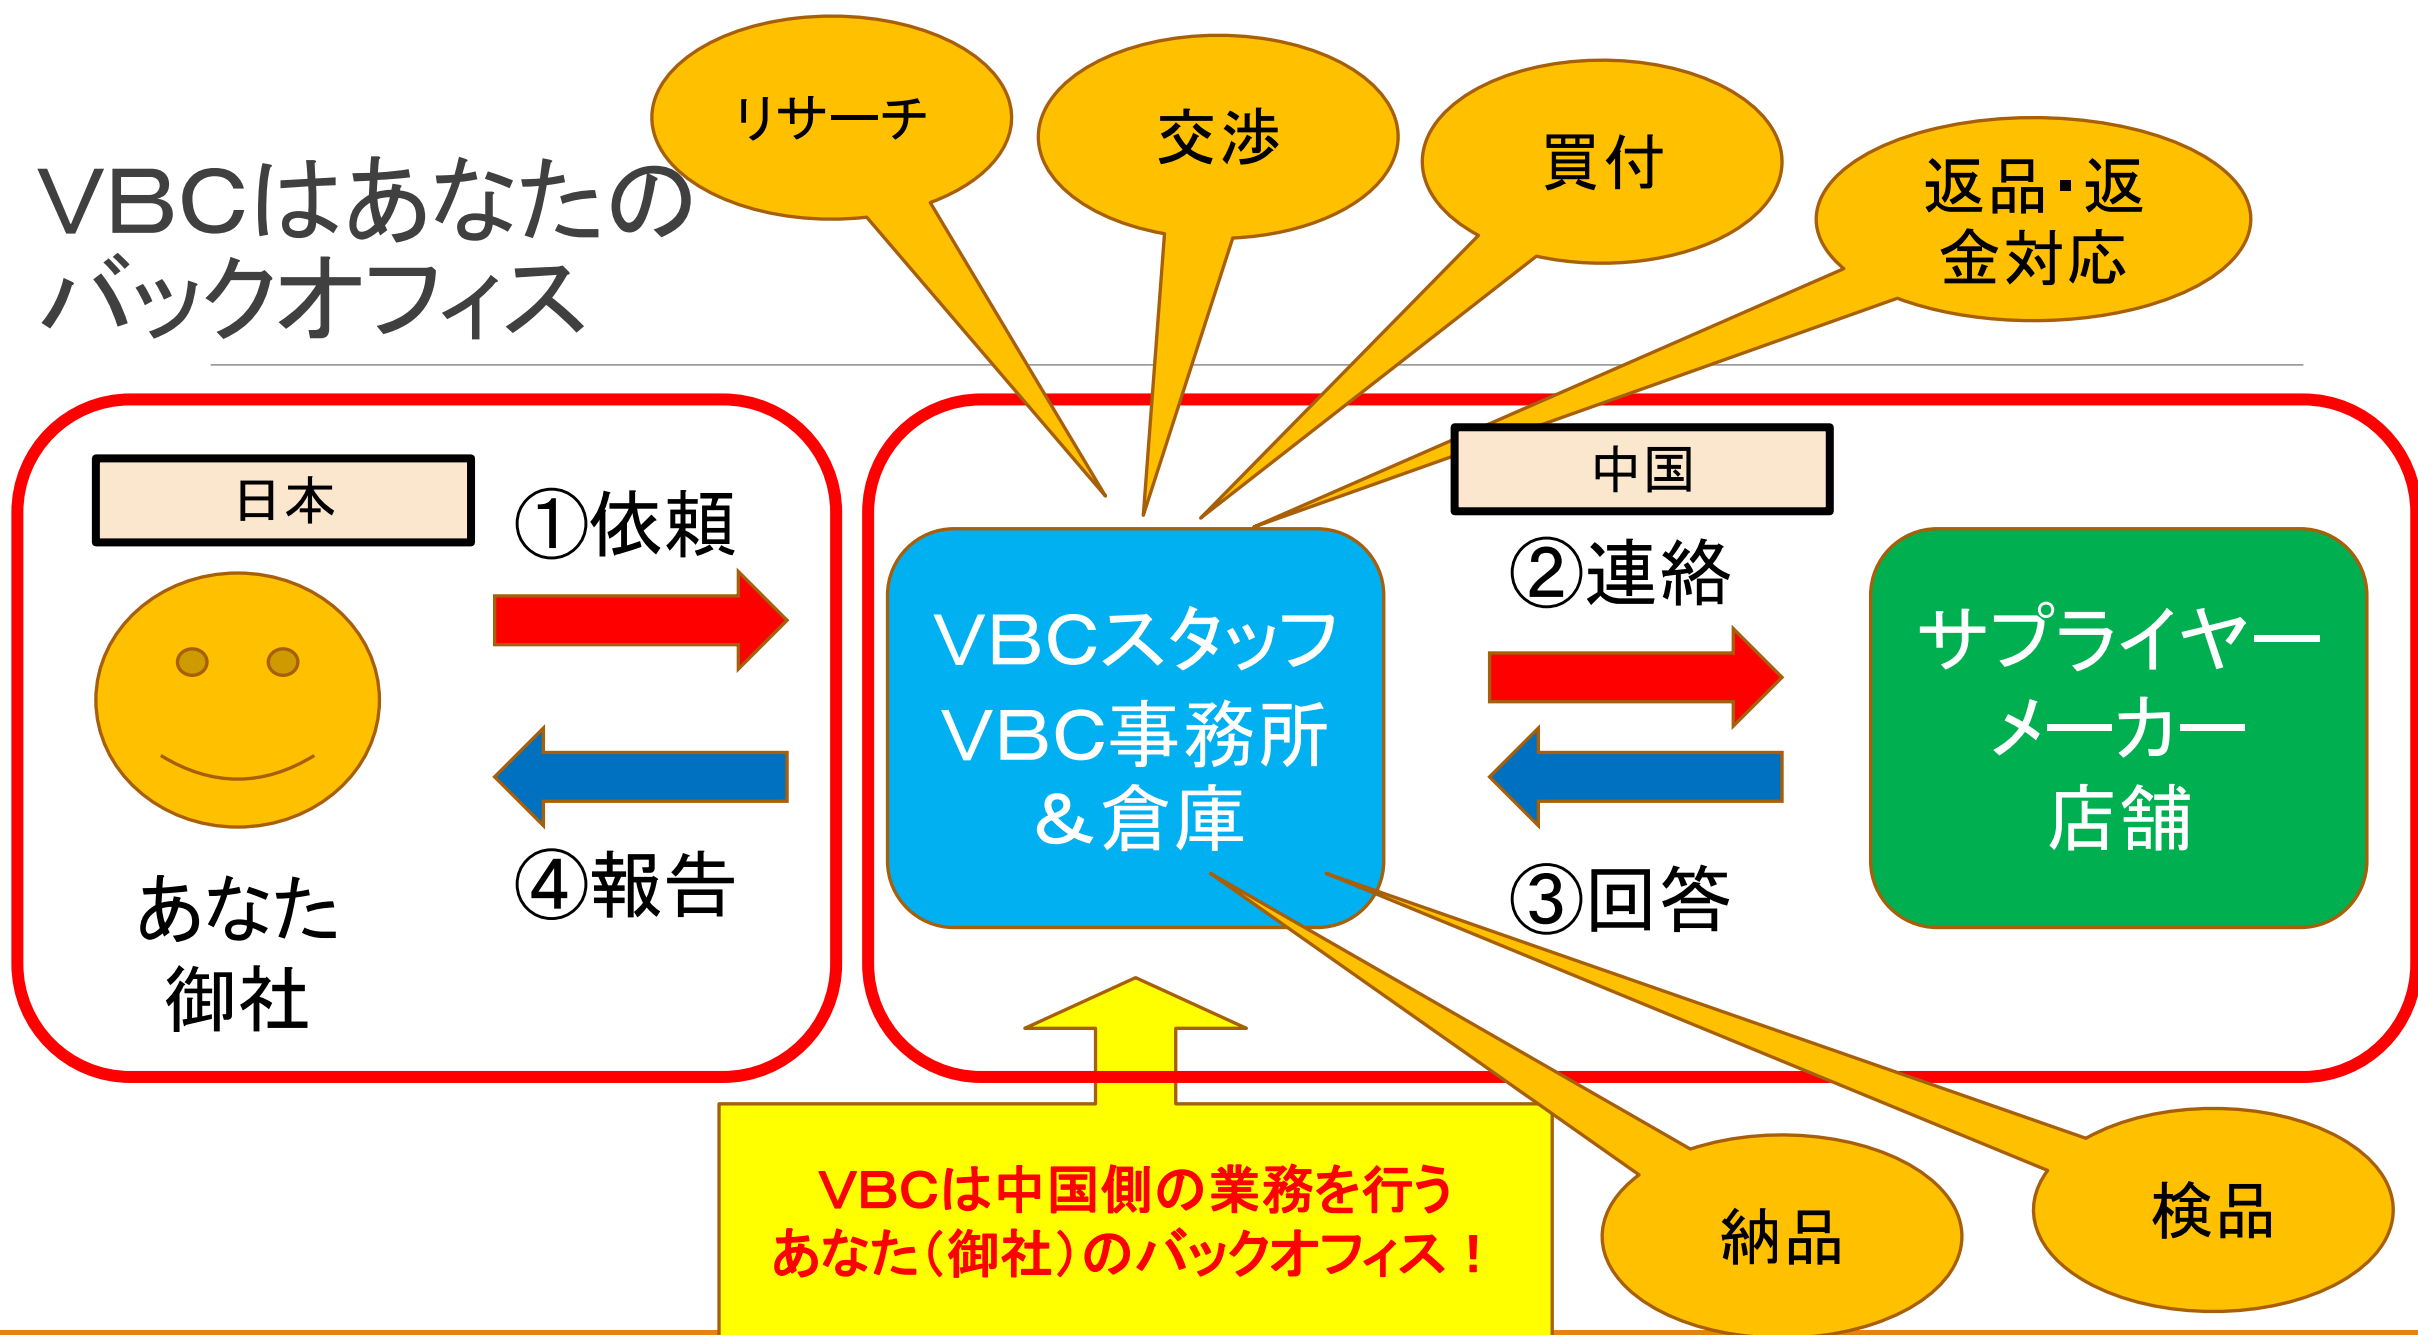 VBCはあなたの
バックオフィス
リサーチ
交渉
買付
返品・返
金対応
日本
①依頼
④報告
あなた
御社
VBCスタッフ
VBC事務所
＆倉庫
中国
②連絡
③回答
サプライヤー
メーカー
店舗
VBCは中国側の業務を行う
あなた（御社）のバックオフィス！
納品
検品